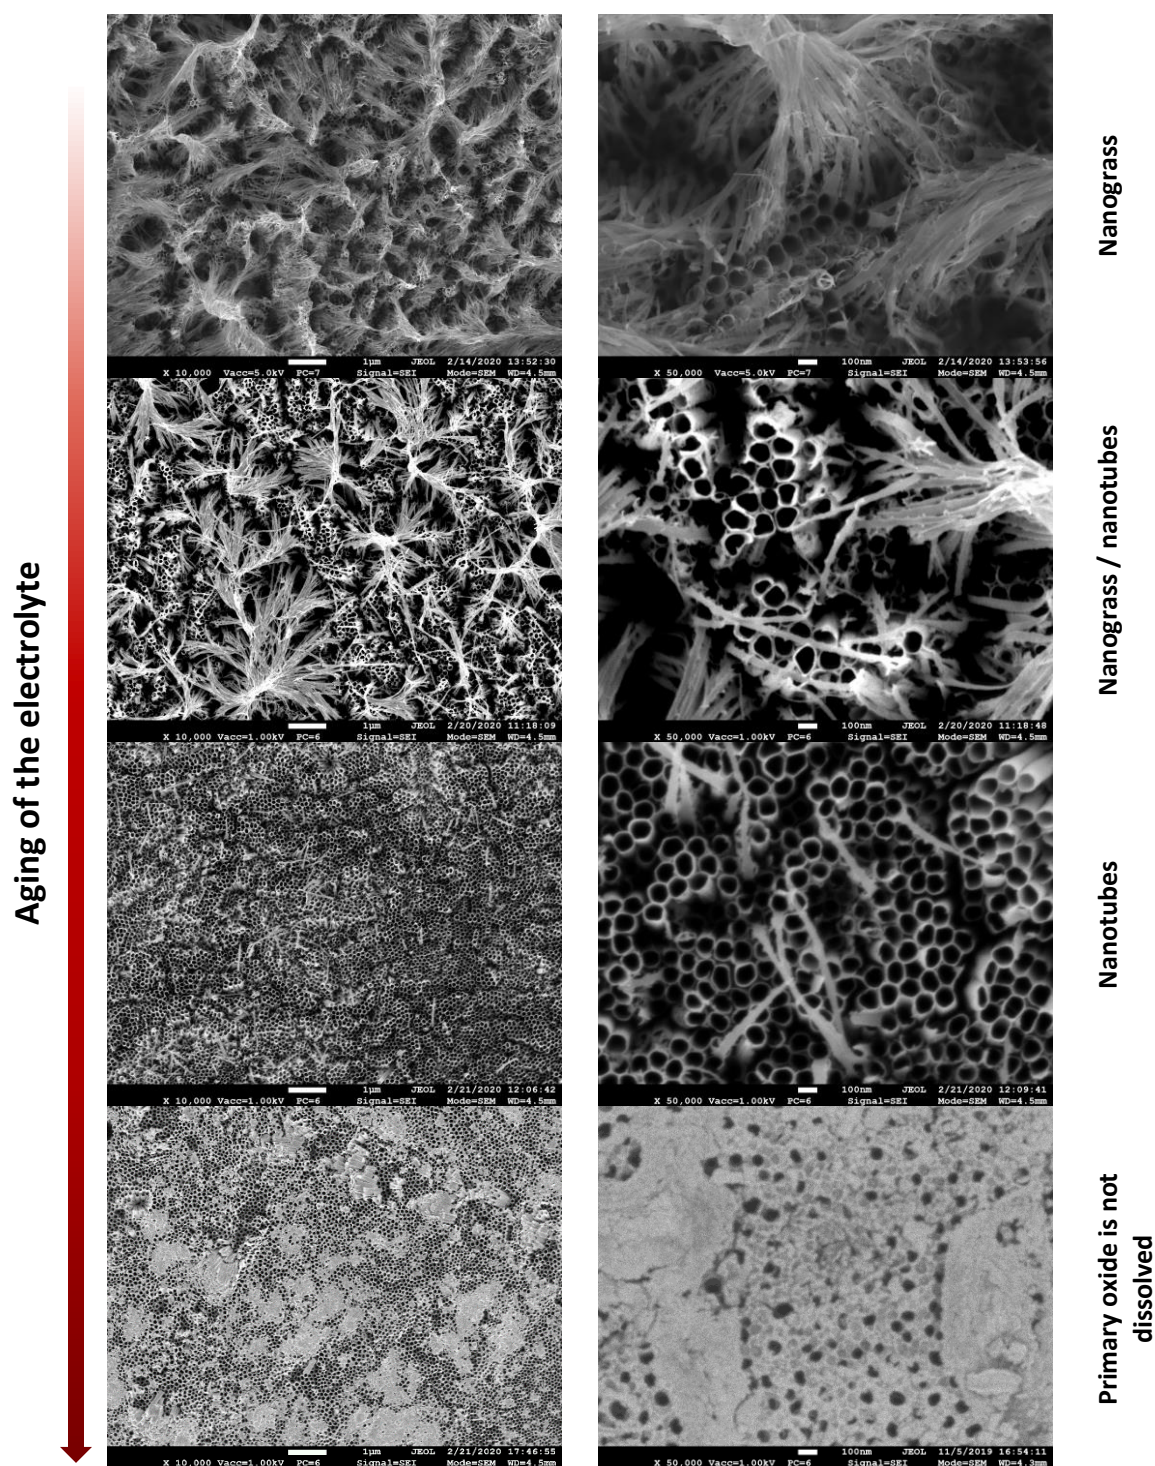 Aging of the electrolyte
1µm JEOL 2/14/2020 13:52:30
X 10,000 Vacc=5.0kV PC=7 Signal=SEI Mode=SEM WD=4.5mm
100nm JEOL 2/14/2020 13:53:56
X 50,000 Vacc=5.0kV PC=7 Signal=SEI Mode=SEM WD=4.5mm
Nanograss
1µm JEOL 2/20/2020 11:18:09
X 10,000 Vacc=1.00kV PC=6 Signal=SEI Mode=SEM WD=4.5mm
100nm JEOL 2/20/2020 11:18:48
X 50,000 Vacc=1.00kV PC=6 Signal=SEI Mode=SEM WD=4.5mm
Nanograss / nanotubes
1µm JEOL 2/21/2020 12:06:42
X 10,000 Vacc=1.00kV PC=6 Signal=SEI Mode=SEM WD=4.5mm
100nm JEOL 2/21/2020 12:09:41
X 50,000 Vacc=1.00kV PC=6 Signal=SEI Mode=SEM WD=4.5mm
Nanotubes
1µm JEOL 2/21/2020 17:46:55
X 10,000 Vacc=1.00kV PC=6 Signal=SEI Mode=SEM WD=4.5mm
100nm JEOL 11/5/2019 16:54:11
X 50,000 Vacc=1.00kV PC=6 Signal=SEI Mode=SEM WD=4.3mm
Primary oxide is not
dissolved